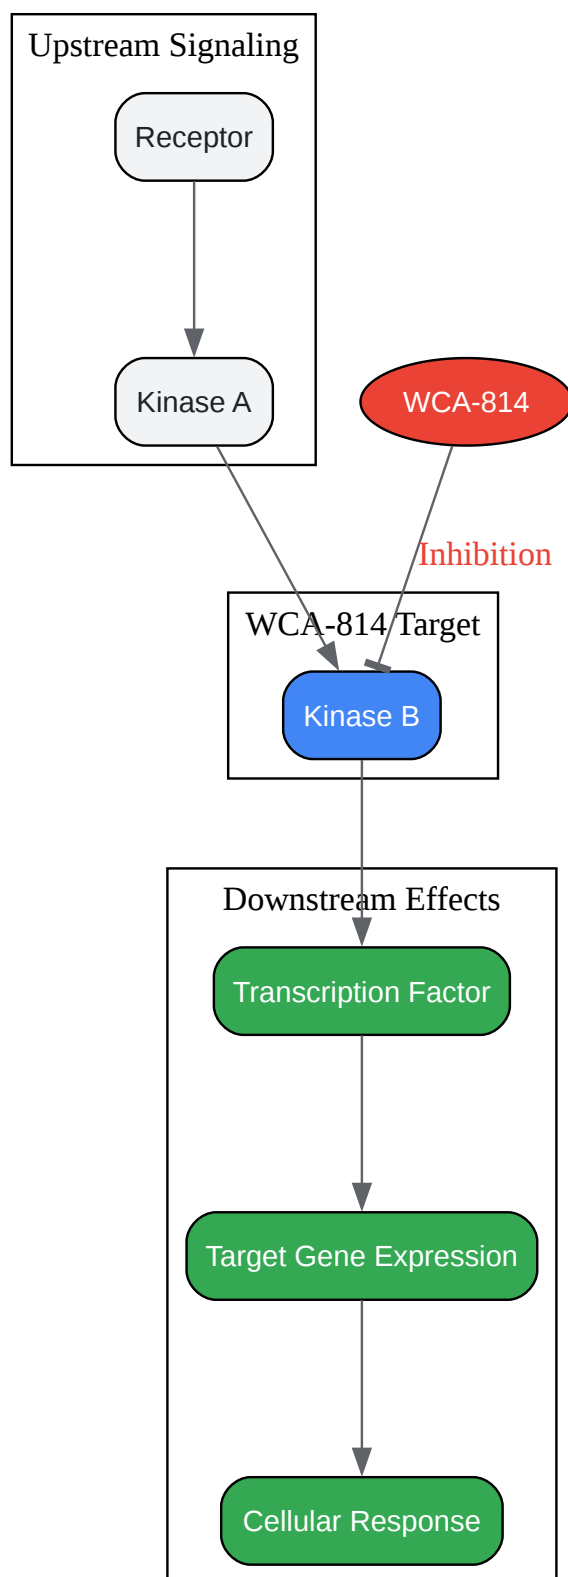 Upstream Signaling
Receptor
Kinase A
WCA-814
Inhibition
WCA-814 Target
Kinase B
Downstream Effects
Transcription Factor
Target Gene Expression
Cellular Response